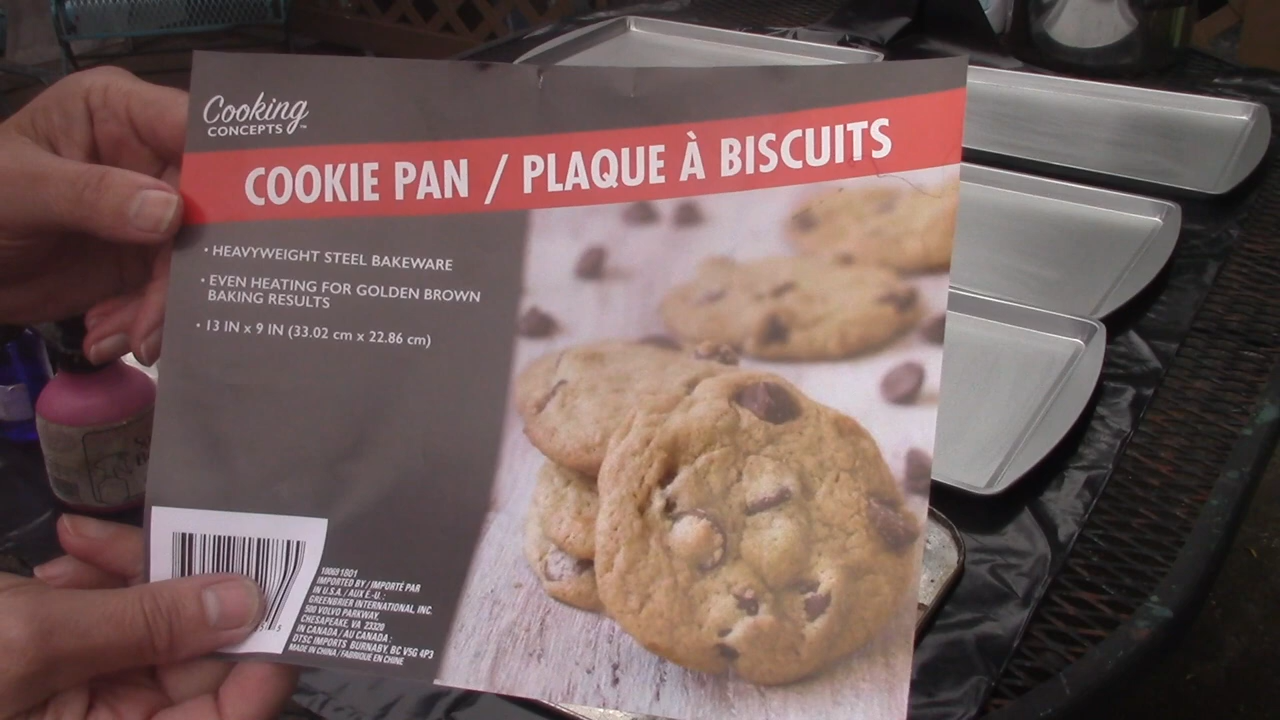 Cooking
CONCEPTS™
COOKIE PAN / PLAQUE À BISCUITS
• HEAVYWEIGHT STEEL BAKEWARE
• EVEN HEATING FOR GOLDEN BROWN
BAKING RESULTS
• 13 IN x 9 IN (33.02 cm x 22.86 cm)
IMPORTED BY / IMPORTÉ PAR
IN U.S.A. / AUX É.-U. :
GREENBRIER INTERNATIONAL, INC.
500 VOLVO PARKWAY,
CHESAPEAKE, VA 23320
IN CANADA / AU CANADA :
DTSC IMPORTS BURNABY, BC V5G 4P3
MADE IN CHINA / FABRIQUÉ EN CHINE